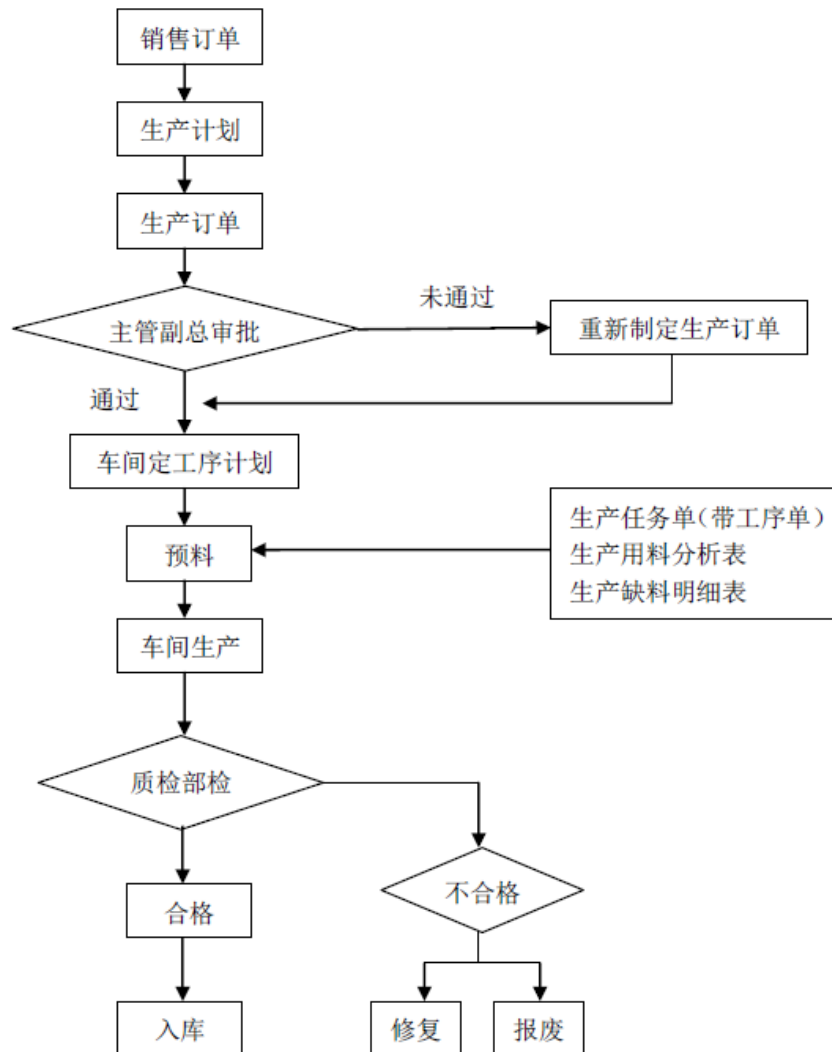 销售订单
生产计划
生产订单
主管副总审批
未通过
重新制定生产订单
通过
车间定工序计划
预料
生产任务单（带工序单）
生产用料分析表
生产缺料明细表
车间生产
质检部检
合格
不合格
入库
修复
报废